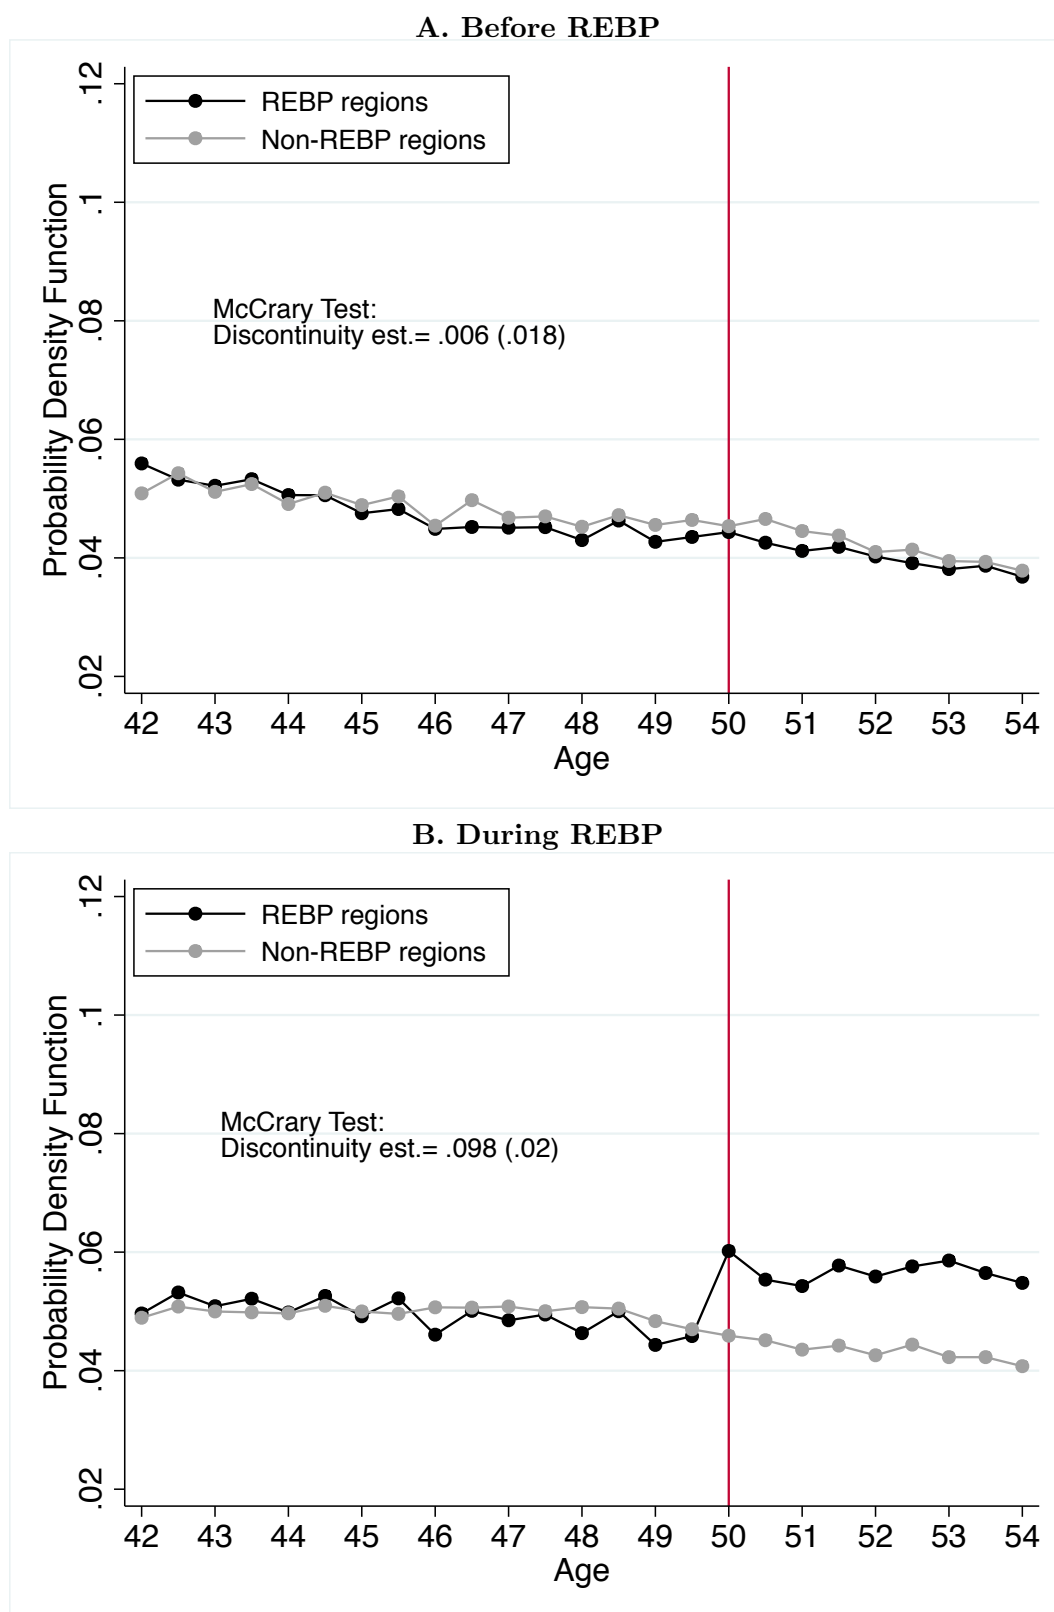 A. Before REBP
.12
REBP regions
Non-REBP regions
.1
Probability Density Function
McCrary Test:
.08
Discontinuity est.= .006 (.018)
.06
.04
.02
42 43 44 45 46 47 48 49 50 51 52 53 54
Age
B. During REBP
.12
REBP regions
Non-REBP regions
.1
Probability Density Function
McCrary Test:
.08
Discontinuity est.= .098 (.02)
.06
.04
.02
42 43 44 45 46 47 48 49 50 51 52 53 54
Age